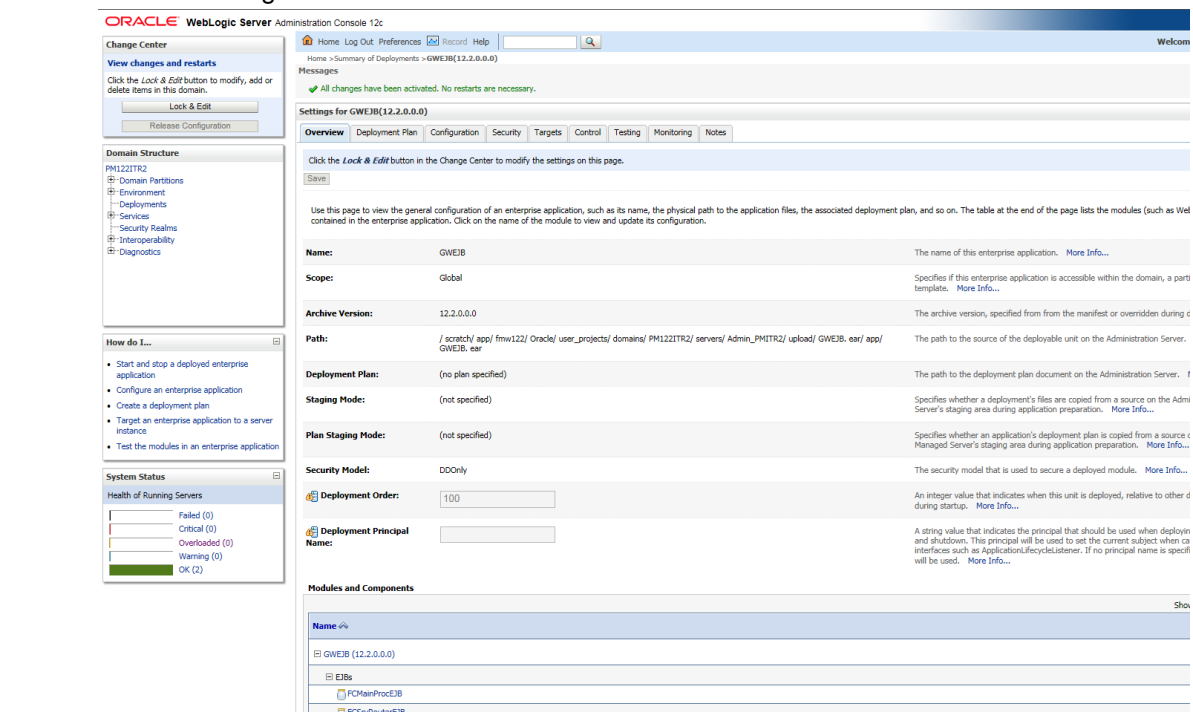 ORACLE WebLogic Server Administration Console 12c
Change Center
View changes and restarts
Click the Lock & Edit button to modify, add or
delete items in this domain.
Lock & Edit
Release Configuration
Domain Structure
PM122ITR2
Domain Partitions
Environment
Deployments
Services
Security Realms
Interoperability
Diagnostics
How do I...
Start and stop a deployed enterprise
application
Configure an enterprise application
Create a deployment plan
Target an enterprise application to a server
instance
Test the modules in an enterprise application
System Status
Health of Running Servers
Failed (0)
Critical (0)
Overloaded (0)
Warning (0)
OK (2)
Home Log Out Preferences Record Help
Welcom
Home >Summary of Deployments >GWEJB(12.2.0.0.0)
Messages
All changes have been activated. No restarts are necessary.
Settings for GWEJB(12.2.0.0.0)
Overview Deployment Plan Configuration Security Targets Control Testing Monitoring Notes
Click the Lock & Edit button in the Change Center to modify the settings on this page.
Save
Use this page to view the general configuration of an enterprise application, such as its name, the physical path to the application files, the associated deployment plan, and so on. The table at the end of the page lists the modules (such as Web
contained in the enterprise application. Click on the name of the module to view and update its configuration.
Name: GWEJB The name of this enterprise application. More Info...
Scope: Global Specifies if this enterprise application is accessible within the domain, a parti
template. More Info...
Archive Version: 12.2.0.0.0 The archive version, specified from from the manifest or overridden during d
Path: / scratch/ app/ fmw122/ Oracle/ user_projects/ domains/ PM122ITR2/ servers/ Admin_PMITR2/ upload/ GWEJB. ear/ app/ The path to the source of the deployable unit on the Administration Server.
GWEJB. ear
Deployment Plan: (no plan specified) The path to the deployment plan document on the Administration Server.
Staging Mode: (not specified) Specifies whether a deployment's files are copied from a source on the Admi
Server's staging area during application preparation. More Info...
Plan Staging Mode: (not specified) Specifies whether an application's deployment plan is copied from a source o
Managed Server's staging area during application preparation. More Info...
Security Model: DDOnly The security model that is used to secure a deployed module. More Info...
Deployment Order: 100 An integer value that indicates when this unit is deployed, relative to other d
during startup. More Info...
Deployment Principal A string value that indicates the principal that should be used when deployin
Name: and shutdown. This principal will be used to set the current subject when ca
interfaces such as ApplicationLifecycleListener. If no principal name is specifi
will be used. More Info...
Modules and Components
Show
Name
GWEJB (12.2.0.0.0)
EJBs
FCMainProcEJB